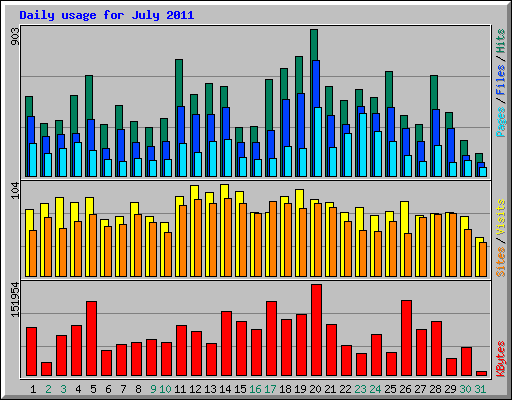 Daily usage for July 2011
903
Pages / Files / Hits
104
Sites / Visits
151954
KBytes
1 2 3 4 5 6 7 8 9 10 11 12 13 14 15 16 17 18 19 20 21 22 23 24 25 26 27 28 29 30 31